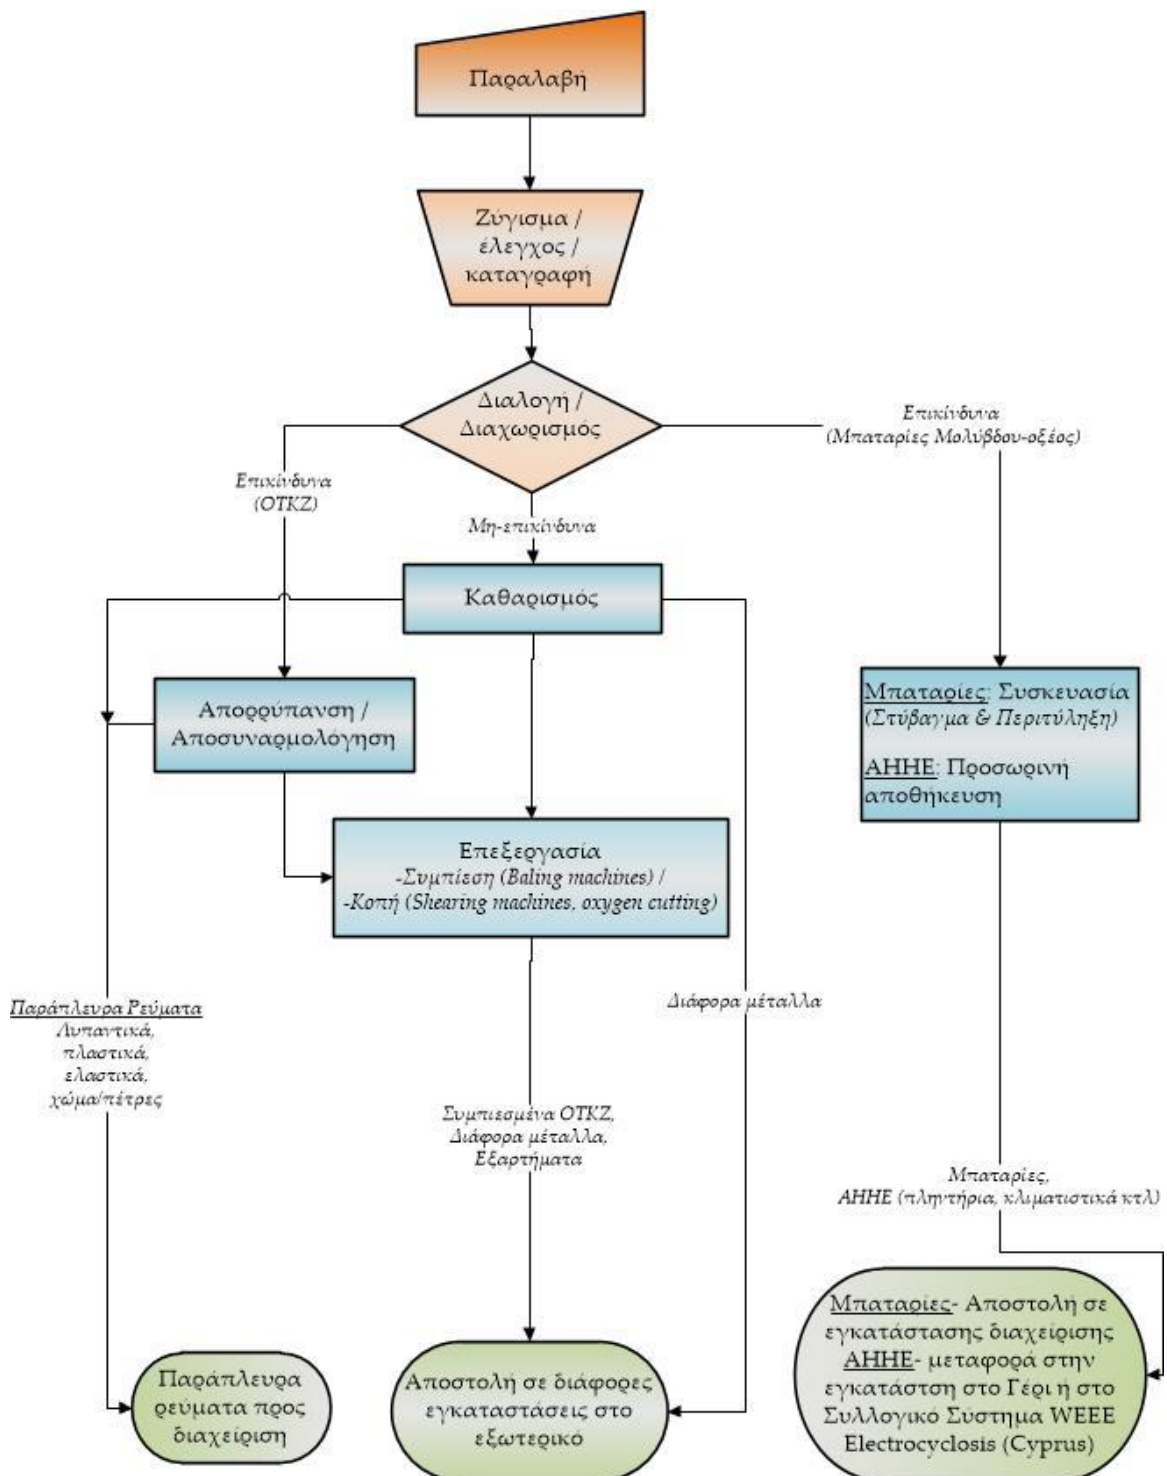 Παραλαβή
Ζύγισμα /
έλεγχος /
καταγραφή
Διαλογή /
Διαχωρισμός
Επικίνδυνα
(Μπαταρίες Μολύβδου-οξέος)
Επικίνδυνα
(ΟΤΚΖ)
Μη-επικίνδυνα
Καθαρισμός
Απορρύπανση /
Αποσυναρμολόγηση
Μπαταρίες: Συσκευασία
(Στύβαγμα & Περιτύληξη)
ΑΗΗΕ: Προσωρινή
αποθήκευση
Επεξεργασία
-Συμπίεση (Baling machines) /
-Κοπή (Shearing machines, oxygen cutting)
Παράπλευρα Ρεύματα
Λυπαντικά,
πλαστικά,
ελαστικά,
χώμα/πέτρες
Διάφορα μέταλλα
Συμπιεσμένα ΟΤΚΖ,
Διάφορα μέταλλα,
Εξαρτήματα
Μπαταρίες,
ΑΗΗΕ (πληντήρια, κλιματιστικά κτλ)
Παράπλευρα
ρεύματα προς
διαχείριση
Αποστολή σε διάφορες
εγκαταστάσεις στο
εξωτερικό
Μπαταρίες- Αποστολή σε
εγκατάστασης διαχείρισης
ΑΗΗΕ- μεταφορά στην
εγκατάστση στο Γέρι ή στο
Συλλογικό Σύστημα WEEE
Electrocyclosis (Cyprus)